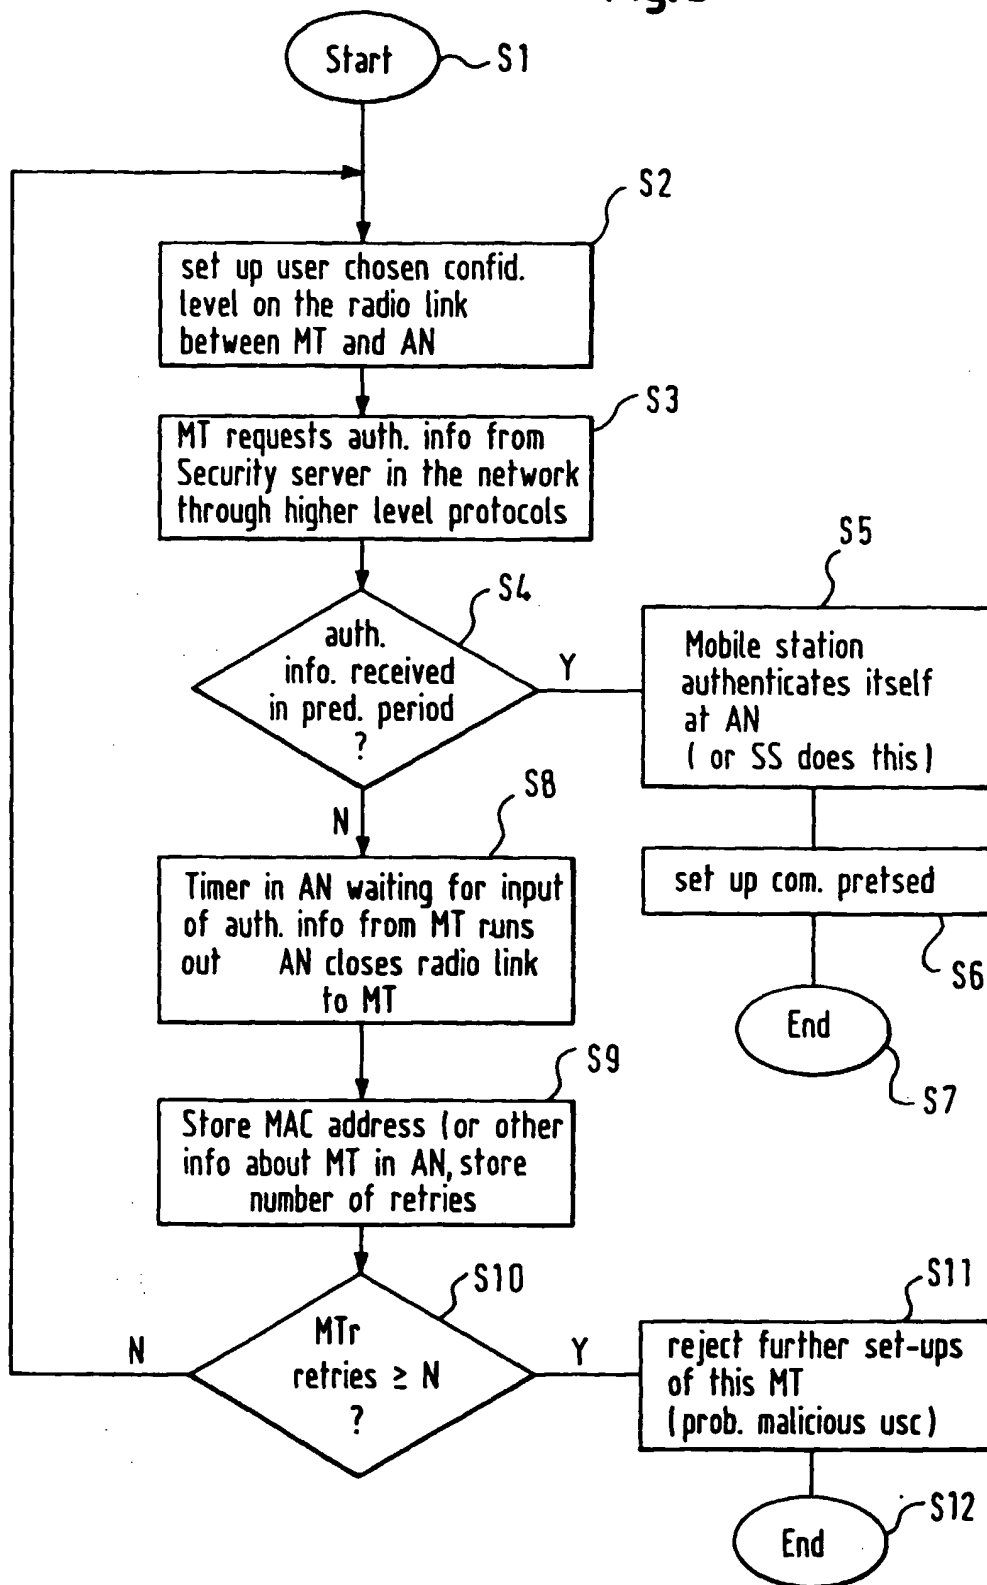 Start
S1
S2
set up user chosen confid.
level on the radio link
between MT and AN
S3
MT requests auth. info from
Security server in the network
through higher level protocols
S4
auth.
info. received
in pred. period
?
Y
N
S5
Mobile station
authenticates itself
at AN
( or SS does this)
set up com. pretsed
S6
End
S7
S8
Timer in AN waiting for input
of auth. info from MT runs
out AN closes radio link
to MT
S9
Store MAC address (or other
info about MT in AN, store
number of retries
S10
MTr
retries ≥ N
?
N
Y
S11
reject further set-ups
of this MT
(prob. malicious usc)
End
S12